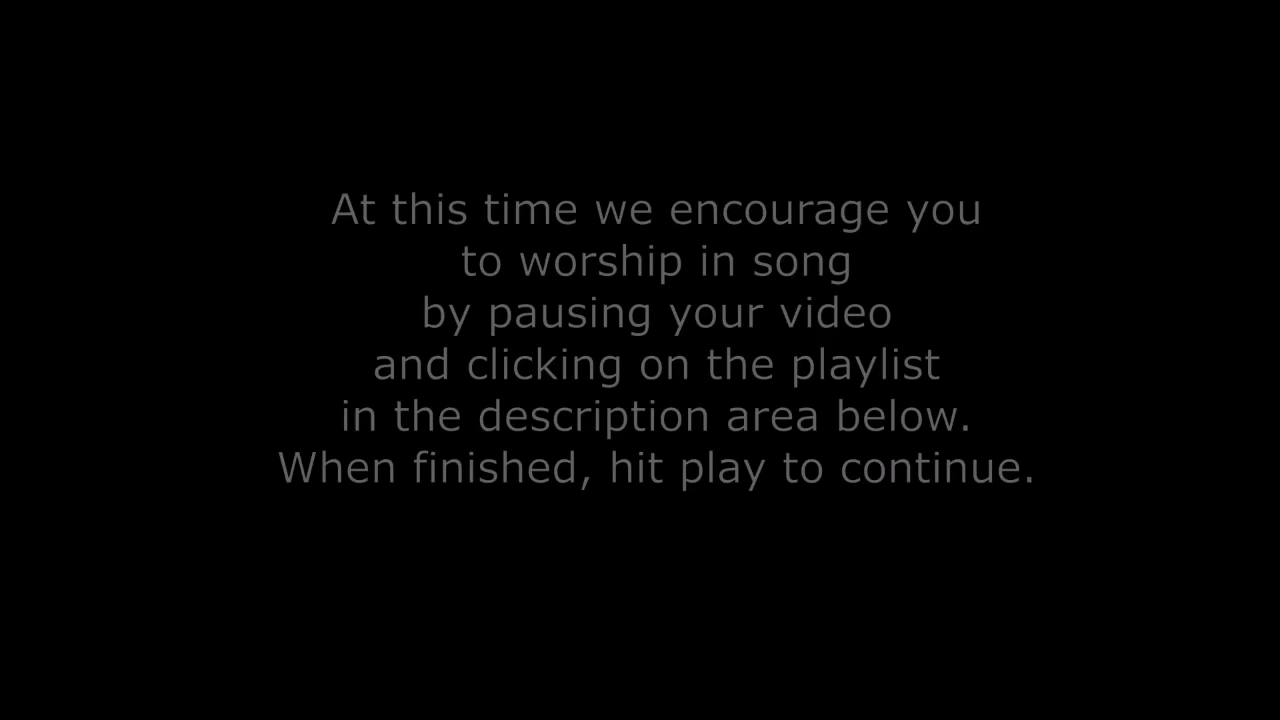 At this time we encourage you
to worship in song
by pausing your video
and clicking on the playlist
in the description area below.
When finished, hit play to continue.